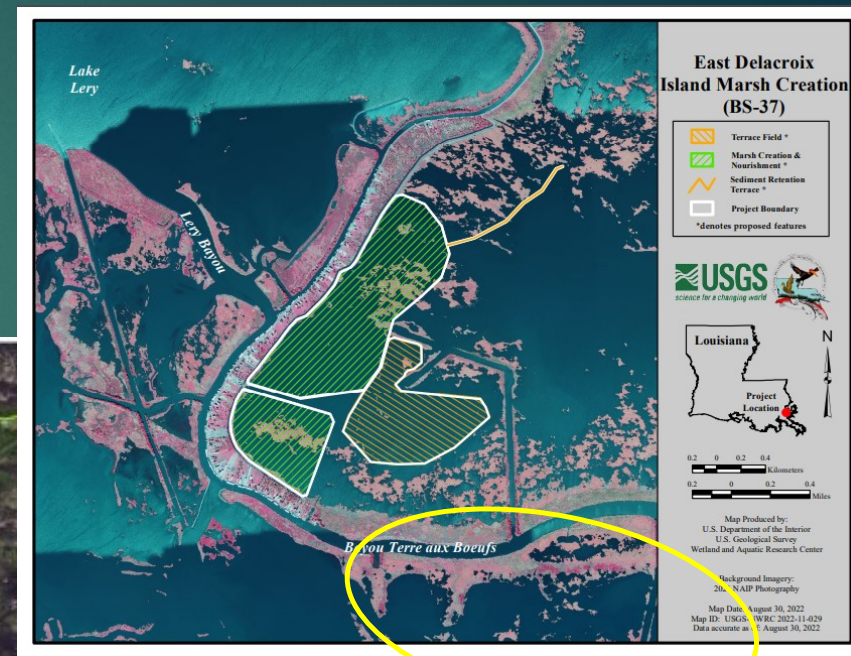 Lake
Lery
Lery Bayou
Bayou Terre aux Boeufs
East Delacroix
Island Marsh Creation
(BS-37)
Terrace Field *
Marsh Creation &
Nourishment *
Sediment Retention
Terrace *
Project Boundary
*denotes proposed features
USGS
science for a changing world
Louisiana
N
Project
Location
0.2 0 0.2 0.4
Kilometers
0.2 0 0.2 0.4
Miles
Map Produced by:
U.S. Department of the Interior
U.S. Geological Survey
Wetland and Aquatic Research Center
Background Imagery:
NAIP Photography
Map Date: August 30, 2022
Map ID: 2022-11-029
Data accurate as of: August 30, 2022